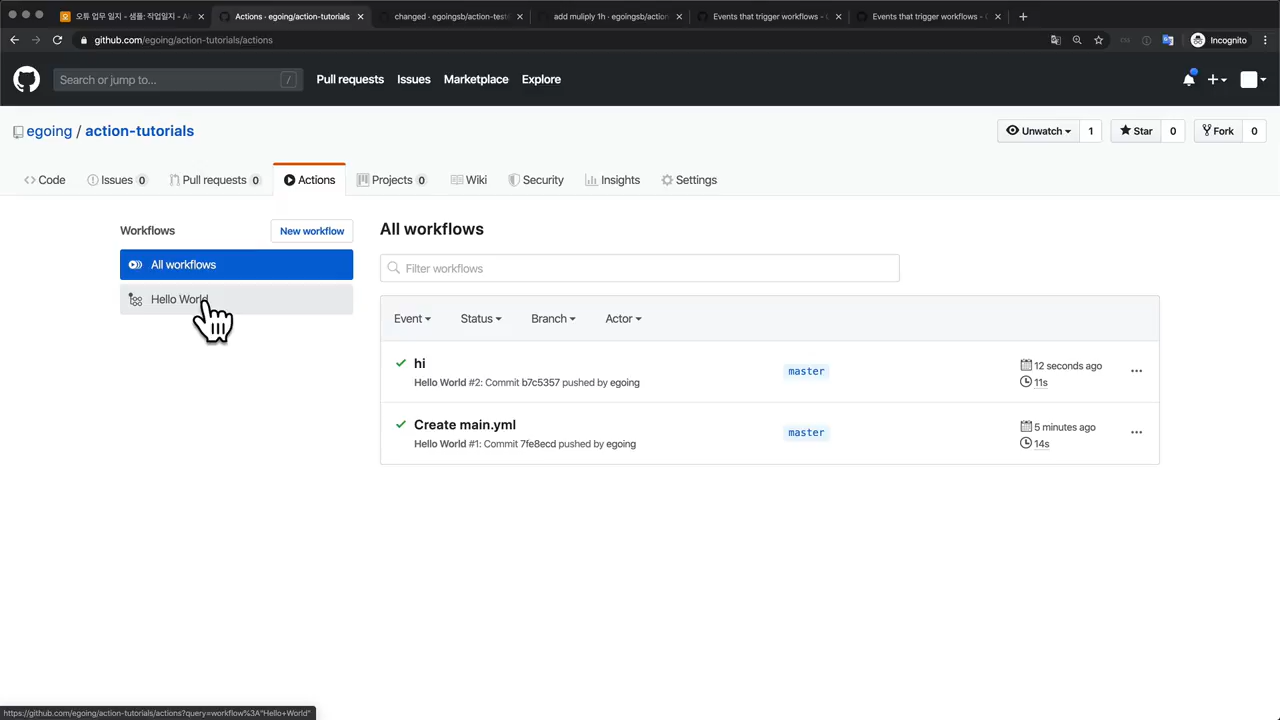 오튜 업무 일지 - 샘플: 작업일지 -
Actions · egoing/action-tutorials
changed · egoingsb/action-test
add muliply 1h · egoingsb/action
Events that trigger workflows -
Events that trigger workflows -
github.com/egoing/action-tutorials/actions
Incognito
Search or jump to...
/
Pull requests
Issues
Marketplace
Explore
egoing / action-tutorials
Unwatch
1
Star
0
Fork
0
Code
Issues 0
Pull requests 0
Actions
Projects 0
Wiki
Security
Insights
Settings
Workflows
New workflow
All workflows
Hello World
All workflows
Filter workflows
Event
Status
Branch
Actor
hi
Hello World #2: Commit b7c5357 pushed by egoing
master
12 seconds ago
11s
Create main.yml
Hello World #1: Commit 7fe8ecd pushed by egoing
master
5 minutes ago
14s
https://github.com/egoing/action-tutorials/actions?query=workflow%3A"Hello+World"